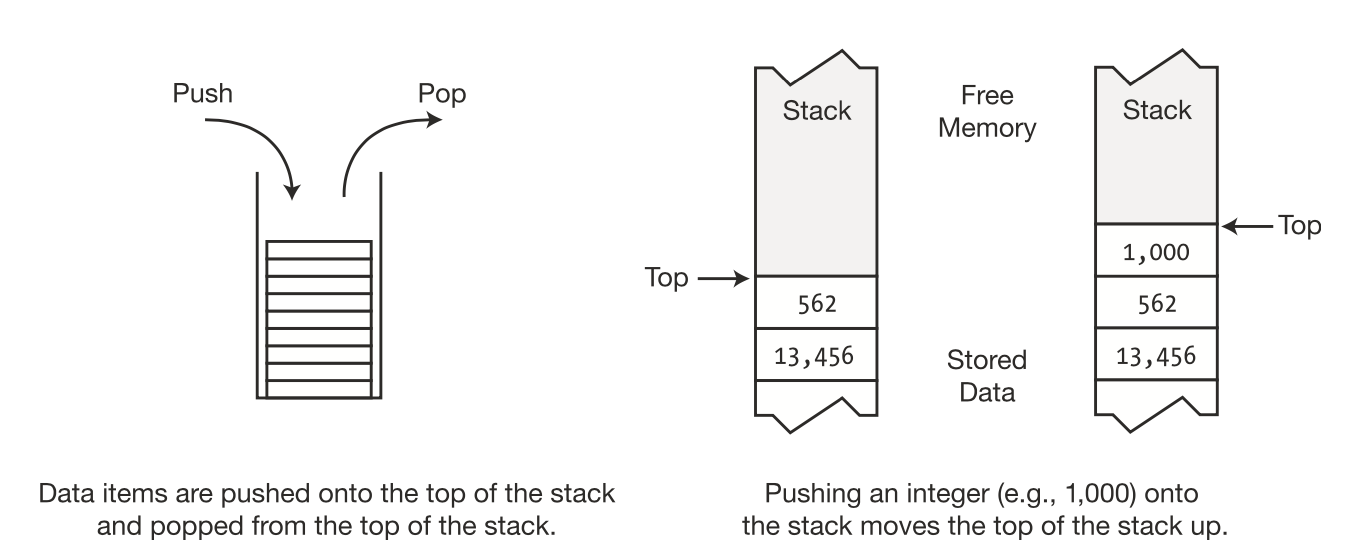 Push
Pop
Data items are pushed onto the top of the stack
and popped from the top of the stack.
Stack
Top
562
13,456
Free
Memory
Stored
Data
Stack
Top
1,000
562
13,456
Pushing an integer (e.g., 1,000) onto
the stack moves the top of the stack up.